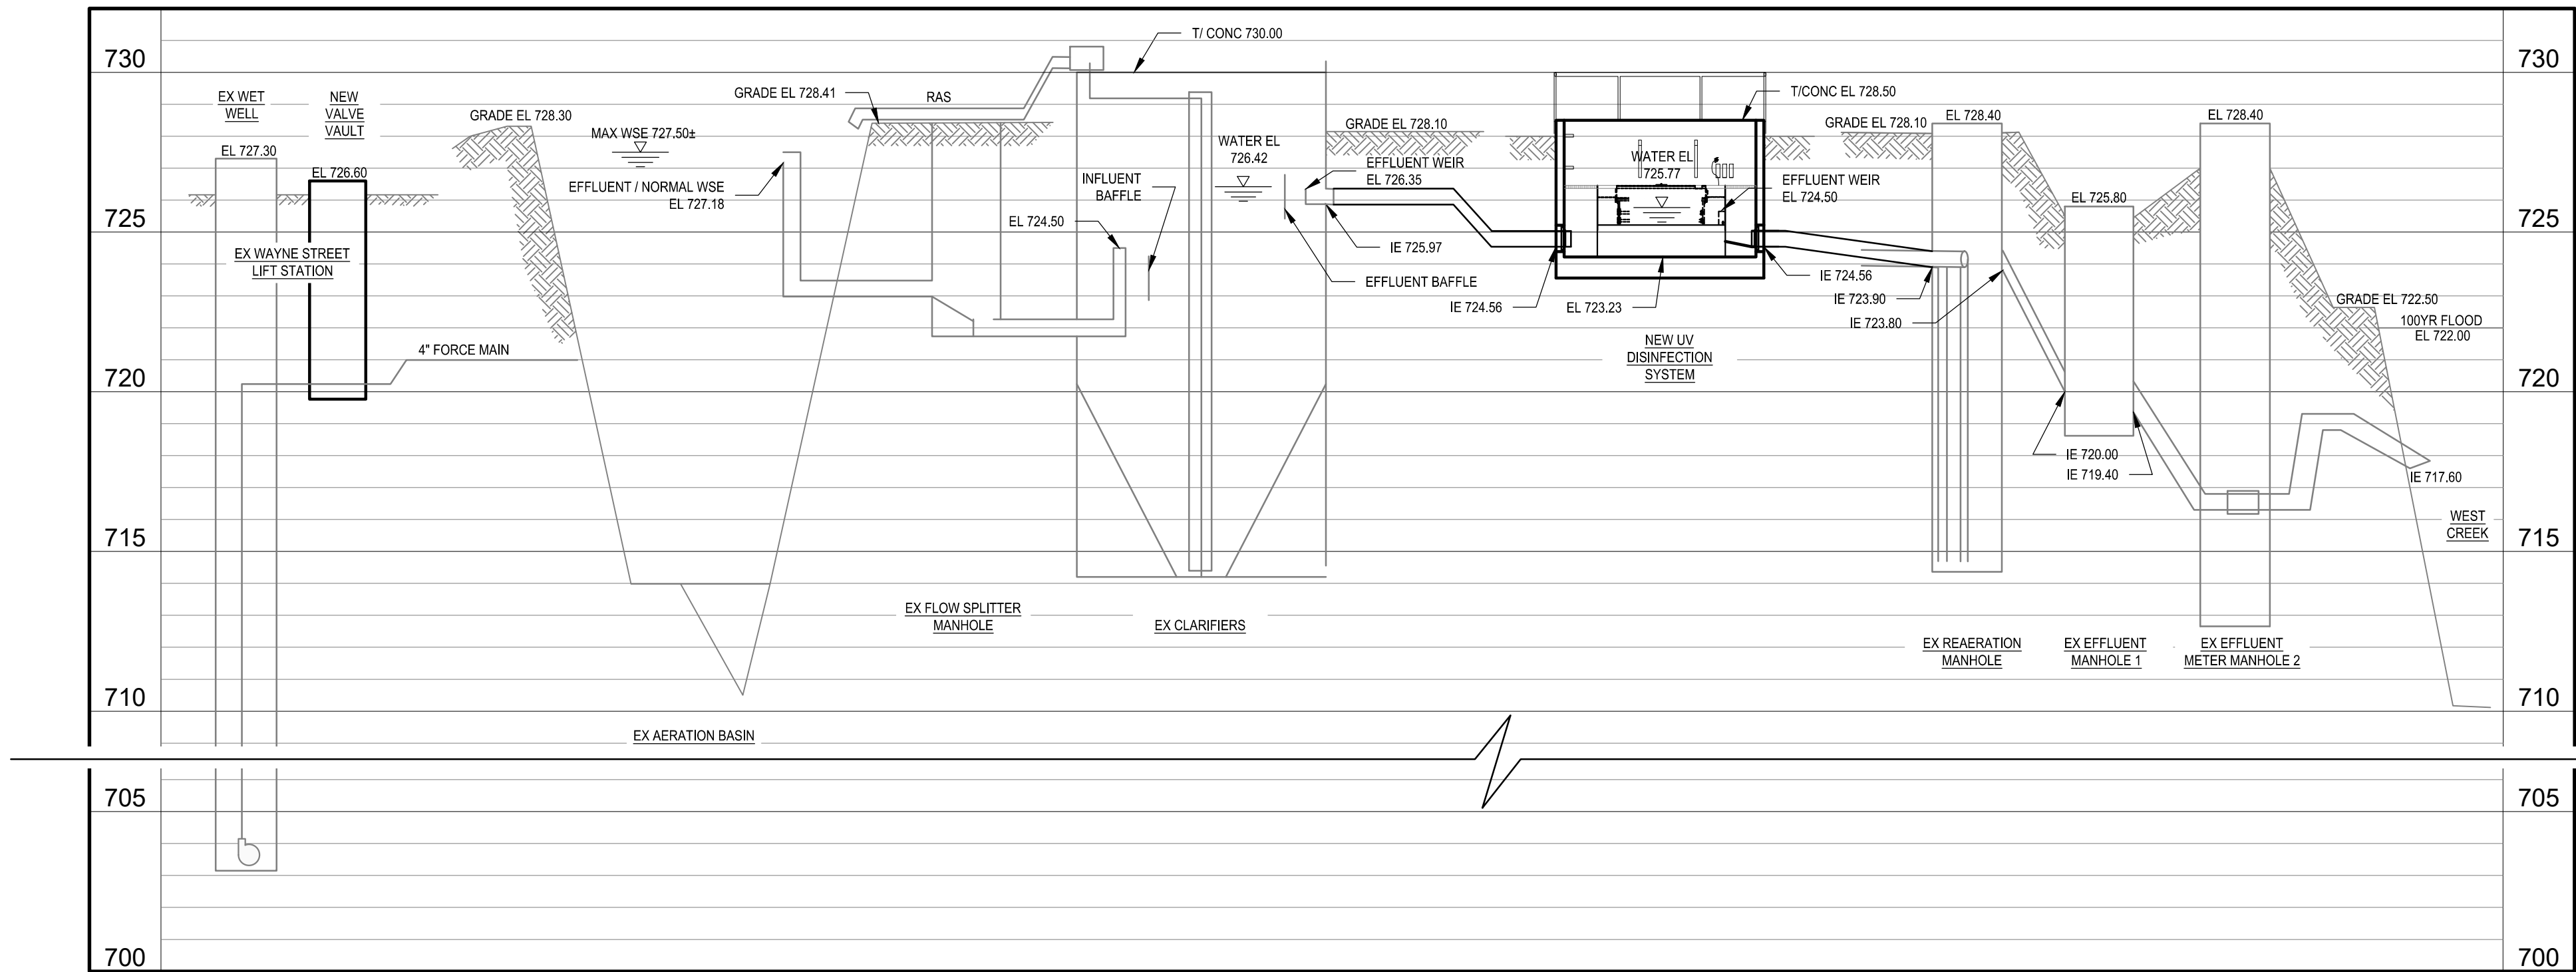 T/ CONC 730.00
730
730
EX WET
WELL
NEW
VALVE
VAULT
GRADE EL 728.30
MAX WSE 727.50±
GRADE EL 728.41
RAS
T/CONC EL 728.50
EL 727.30
EL 726.60
EFFLUENT / NORMAL WSE
EL 727.18
INFLUENT
BAFFLE
WATER EL
726.42
GRADE EL 728.10
EFFLUENT WEIR
EL 726.35
WATER EL
725.77
EFFLUENT WEIR
EL 724.50
GRADE EL 728.10
EL 728.40
EL 728.40
EL 725.80
725
725
EX WAYNE STREET
LIFT STATION
EL 724.50
IE 725.97
EFFLUENT BAFFLE
IE 724.56
EL 723.23
IE 724.56
IE 723.90
IE 723.80
GRADE EL 722.50
100YR FLOOD
EL 722.00
4" FORCE MAIN
NEW UV
DISINFECTION
SYSTEM
720
720
IE 720.00
IE 719.40
IE 717.60
WEST
CREEK
715
715
EX FLOW SPLITTER
MANHOLE
EX CLARIFIERS
EX REAERATION
MANHOLE
EX EFFLUENT
MANHOLE 1
EX EFFLUENT
METER MANHOLE 2
710
710
EX AERATION BASIN
705
705
700
700